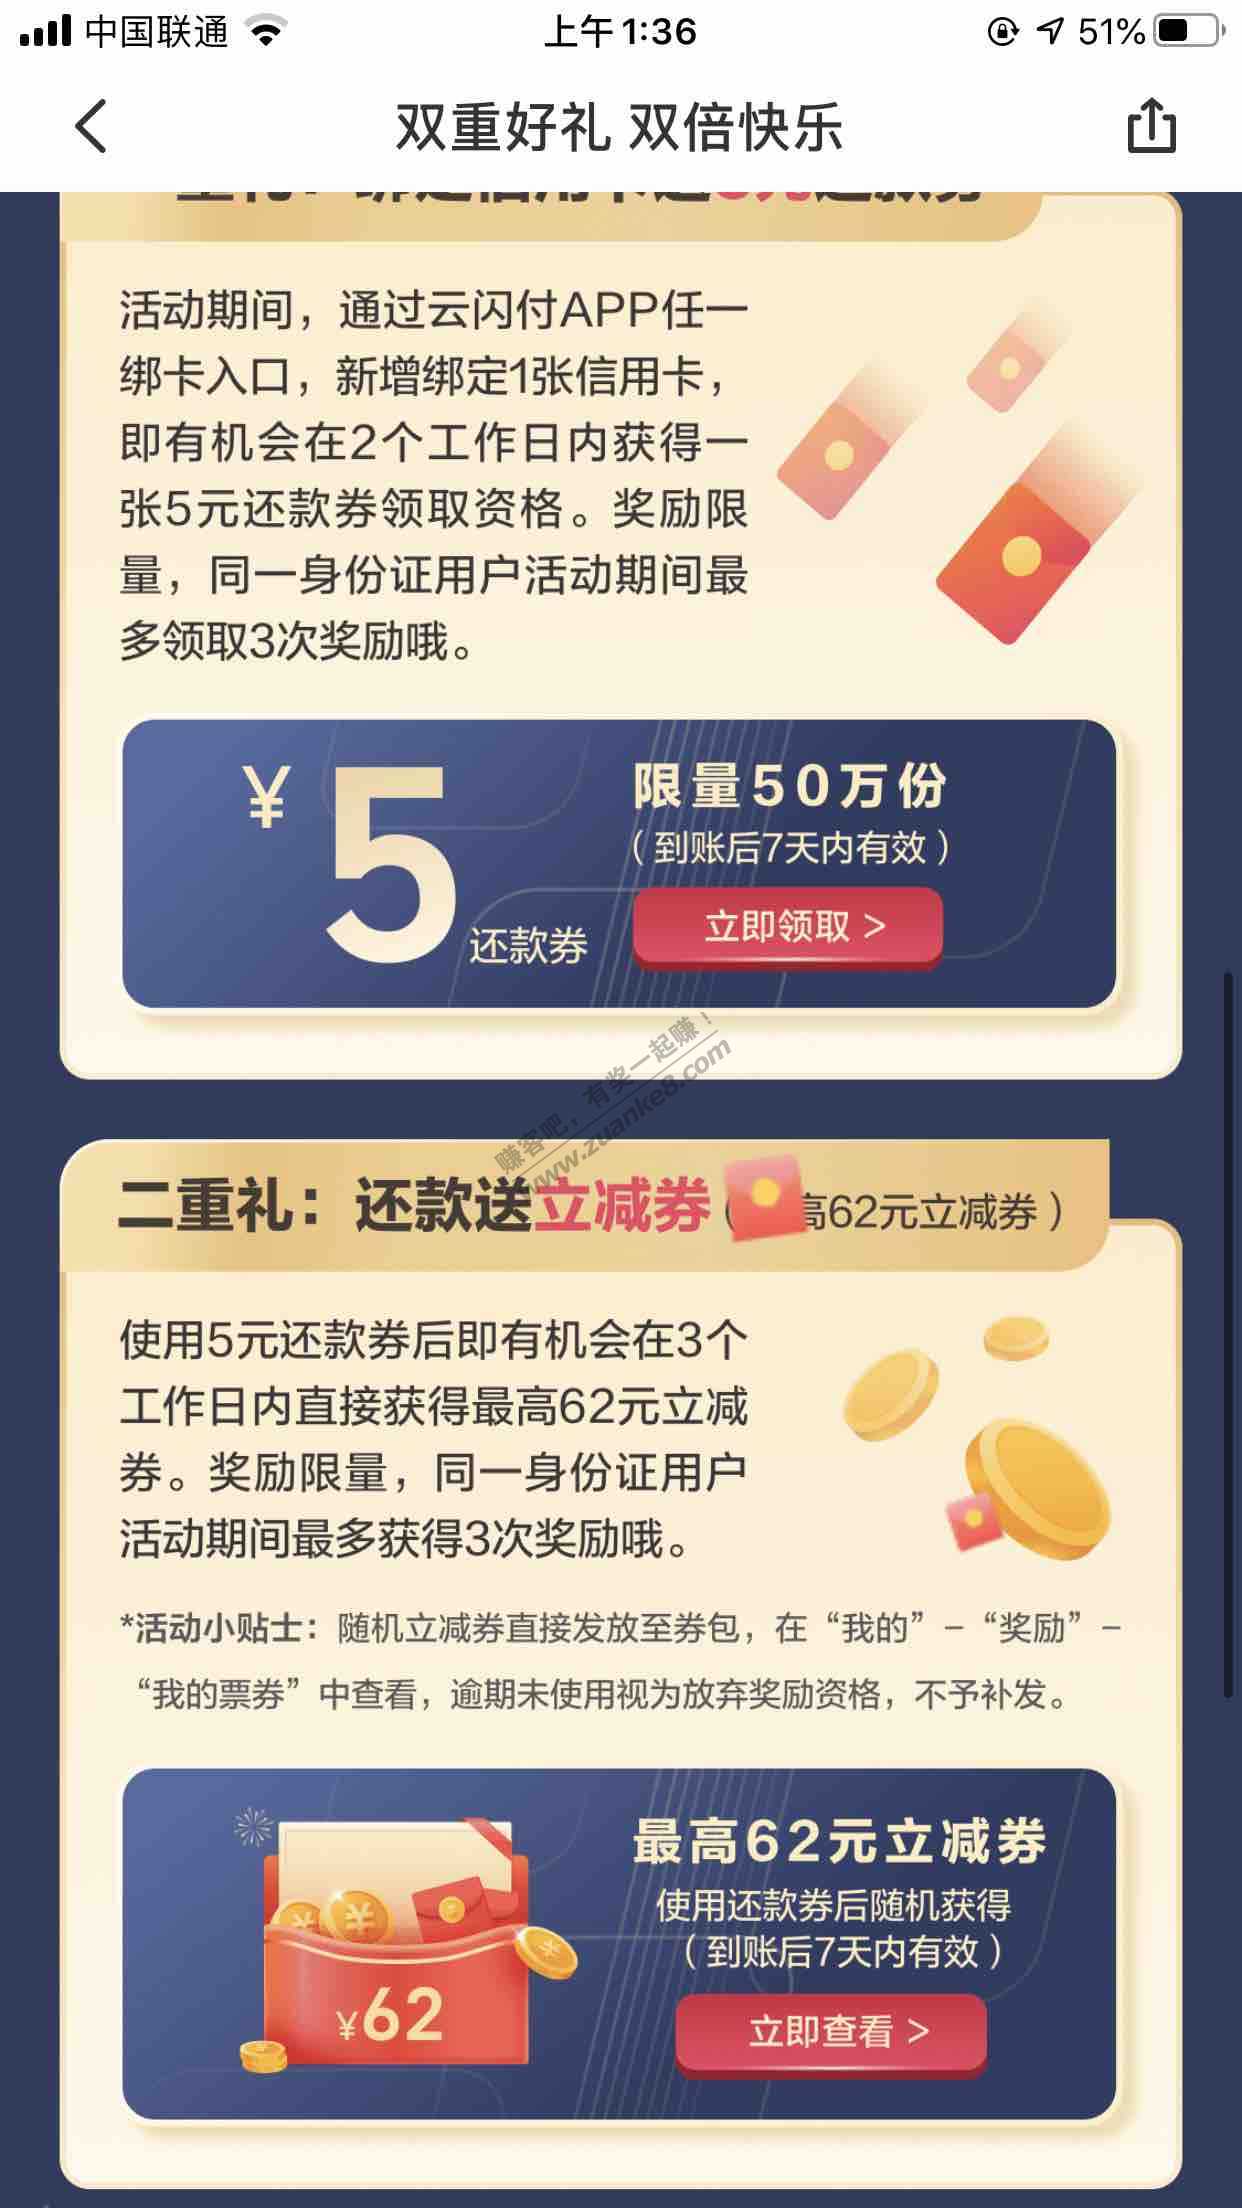 中国联通
上午1:36
51%
双重好礼 双倍快乐
活动期间，通过云闪付APP任一
绑卡入口，新增绑定1张信用卡，
即有机会在2个工作日内获得一
张5元还款券领取资格。奖励限
量，同一身份证用户活动期间最
多领取3次奖励哦。
¥5还款券
限量50万份
（到账后7天内有效）
立即领取 >
赚客吧，有奖一起赚！
www.zuanke8.com
二重礼：还款送立减券（高62元立减券）
使用5元还款券后即有机会在3个
工作日内直接获得最高62元立减
券。奖励限量，同一身份证用户
活动期间最多获得3次奖励哦。
*活动小贴士：随机立减券直接发放至券包，在“我的”–“奖励”–
“我的票券”中查看，逾期未使用视为放弃奖励资格，不予补发。
¥62
最高62元立减券
使用还款券后随机获得
（到账后7天内有效）
立即查看 >